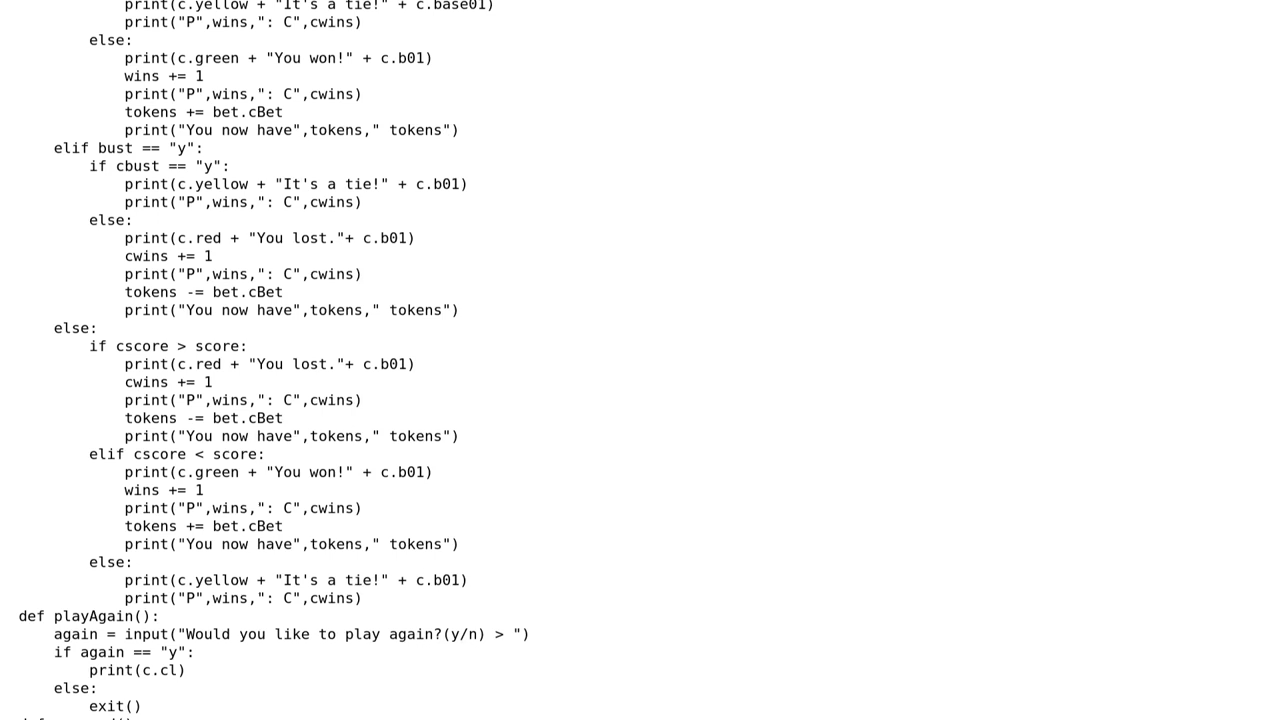 print(c.yellow + "It's a tie!" + c.base01)
                print("P",wins,": C",cwins)
            else:
                print(c.green + "You won!" + c.b01)
                wins += 1
                print("P",wins,": C",cwins)
                tokens += bet.cBet
                print("You now have",tokens," tokens")
        elif bust == "y":
            if cbust == "y":
                print(c.yellow + "It's a tie!" + c.b01)
                print("P",wins,": C",cwins)
            else:
                print(c.red + "You lost."+ c.b01)
                cwins += 1
                print("P",wins,": C",cwins)
                tokens -= bet.cBet
                print("You now have",tokens," tokens")
        else:
            if cscore > score:
                print(c.red + "You lost."+ c.b01)
                cwins += 1
                print("P",wins,": C",cwins)
                tokens -= bet.cBet
                print("You now have",tokens," tokens")
            elif cscore < score:
                print(c.green + "You won!" + c.b01)
                wins += 1
                print("P",wins,": C",cwins)
                tokens += bet.cBet
                print("You now have",tokens," tokens")
            else:
                print(c.yellow + "It's a tie!" + c.b01)
                print("P",wins,": C",cwins)
    def playAgain():
        again = input("Would you like to play again?(y/n) > ")
        if again == "y":
            print(c.cl)
        else:
            exit()